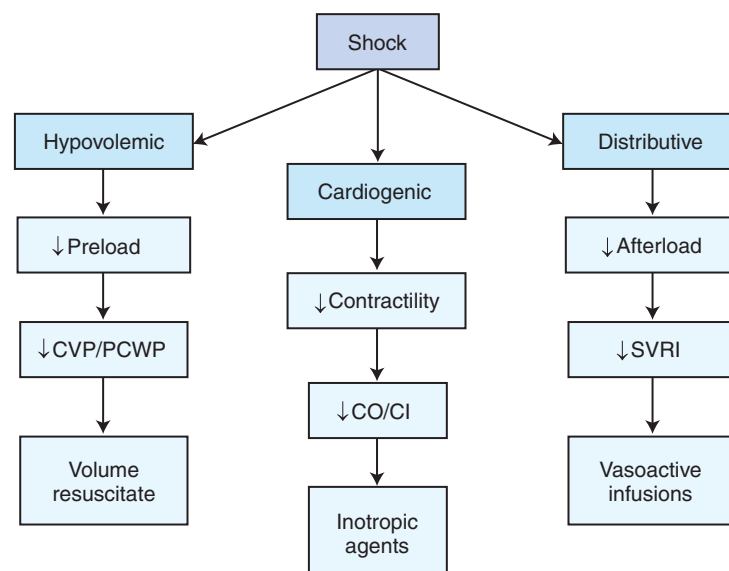 Shock
Hypovolemic
↓Preload
↓CVP/PCWP
Volume
resuscitate
Cardiogenic
↓Contractility
↓CO/CI
Inotropic
agents
Distributive
↓Afterload
↓SVRI
Vasoactive
infusions